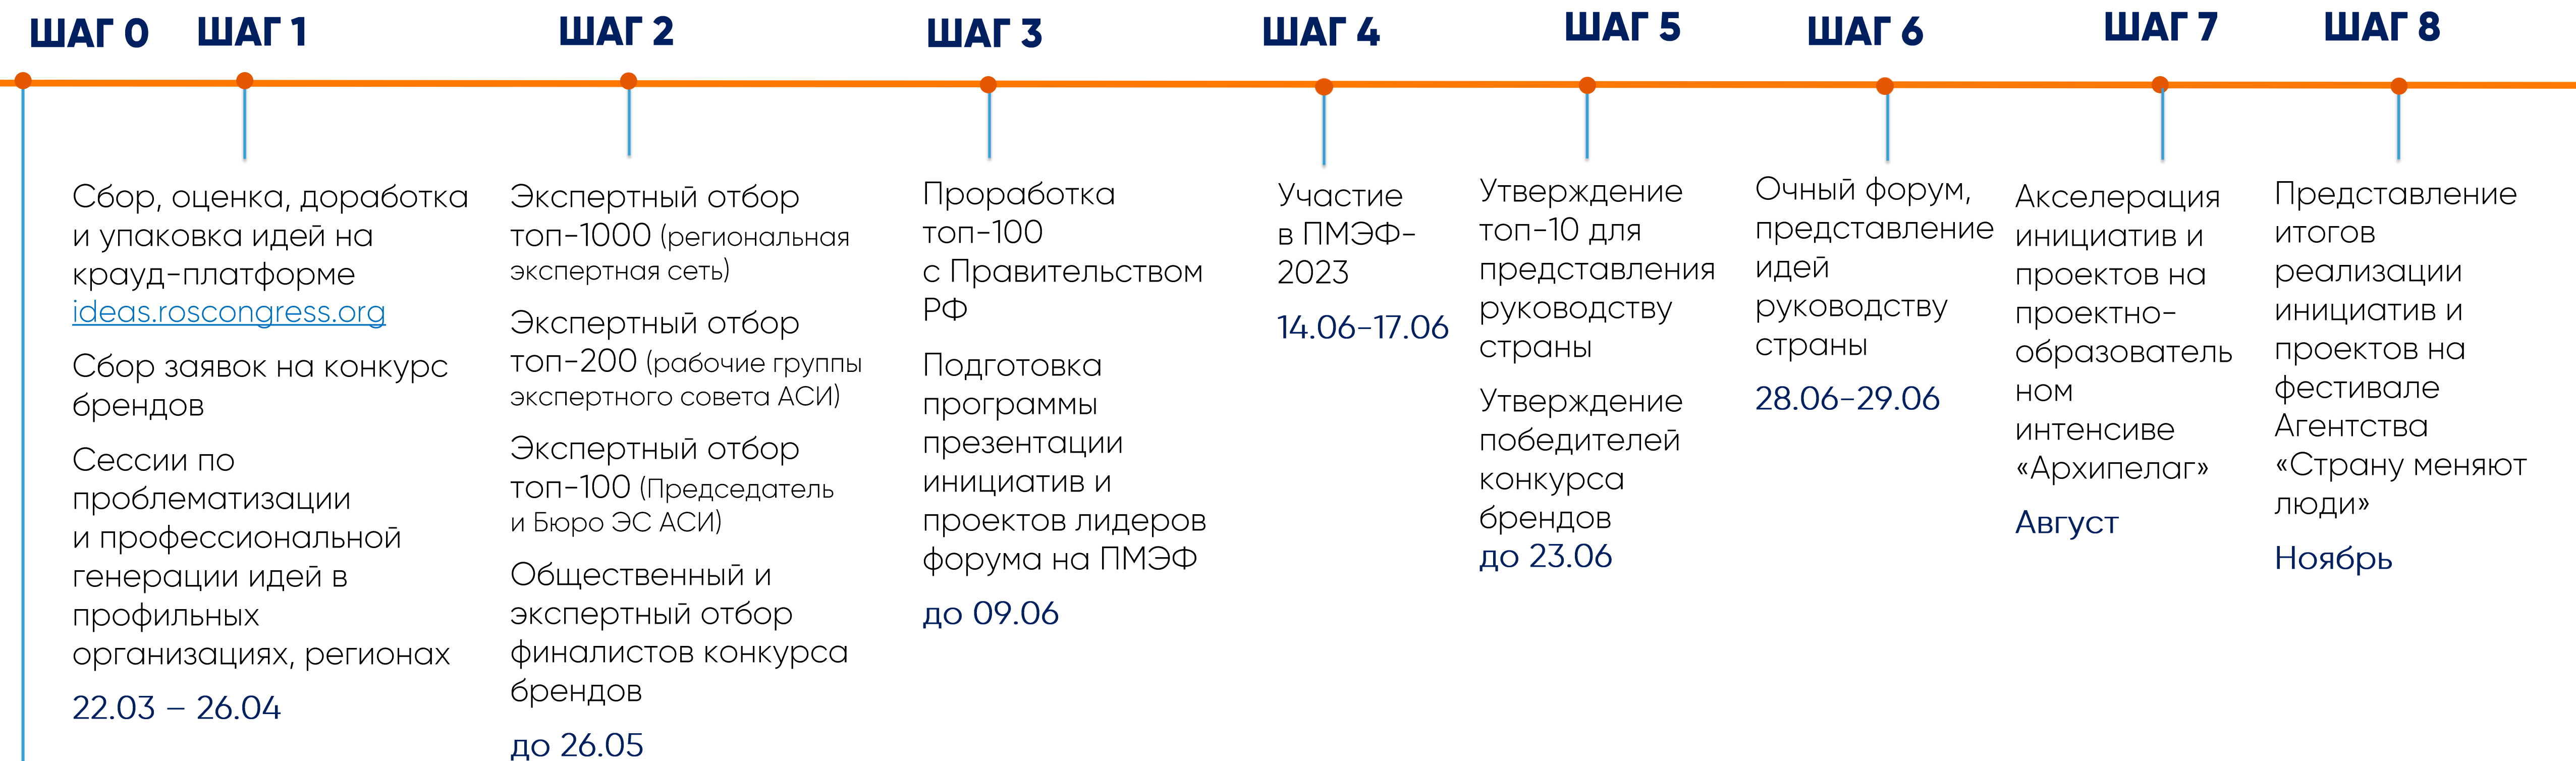 ШАГ 0
ШАГ 1
Сбор, оценка, доработка
и упаковка идей на
крауд-платформе
ideas.roscongress.org
Сбор заявок на конкурс
брендов
Сессии по
проблематизации
и профессиональной
генерации идей в
профильных
организациях, регионах
22.03 – 26.04
ШАГ 2
Экспертный отбор
топ-1000 (региональная
экспертная сеть)
Экспертный отбор
топ-200 (рабочие группы
экспертного совета АСИ)
Экспертный отбор
топ-100 (Председатель
и Бюро ЭС АСИ)
Общественный и
экспертный отбор
финалистов конкурса
брендов
до 26.05
ШАГ 3
Проработка
топ-100
с Правительством
РФ
Подготовка
программы
презентации
инициатив и
проектов лидеров
форума на ПМЭФ
до 09.06
ШАГ 4
Участие
в ПМЭФ-
2023
14.06-17.06
ШАГ 5
Утверждение
топ-10 для
представления
руководству
страны
Утверждение
победителей
конкурса
брендов
до 23.06
ШАГ 6
Очный форум,
представление
идей
руководству
страны
28.06-29.06
ШАГ 7
Акселерация
инициатив и
проектов на
проектно-
образователь
ном
интенсиве
«Архипелаг»
Август
ШАГ 8
Представление
итогов
реализации
инициатив и
проектов на
фестивале
Агентства
«Страну меняют
люди»
Ноябрь